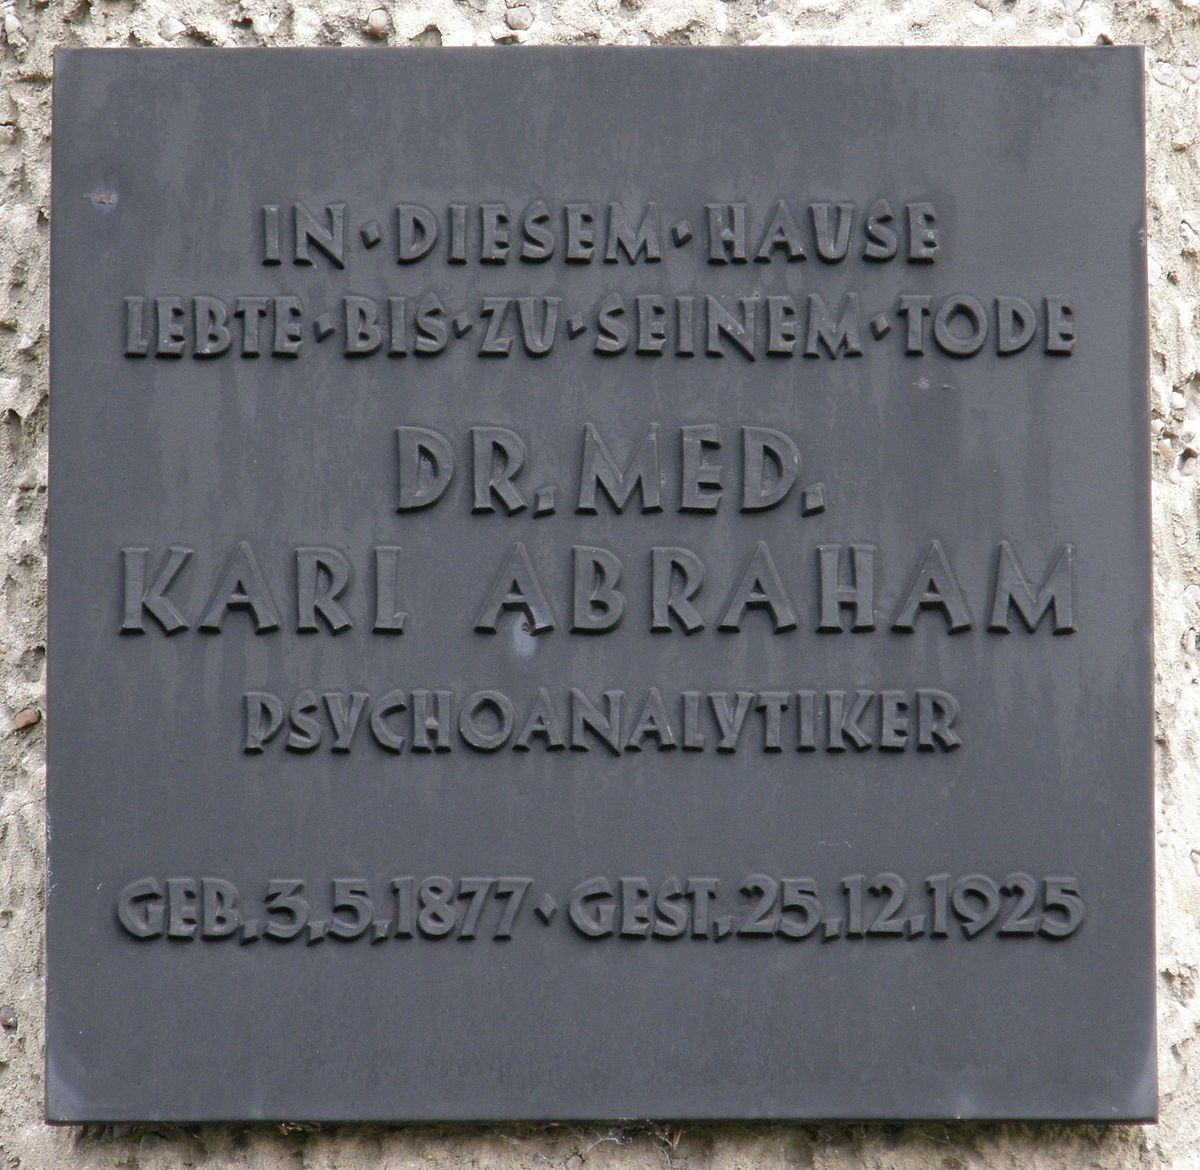 IN·DIESEM·HAUSE
LEBTE·BIS·ZU·SEINEM·TODE
DR. MED.
KARL ABRAHAM
PSYCHOANALYTIKER
GEB.3.5.1877·GEST.25.12.1925